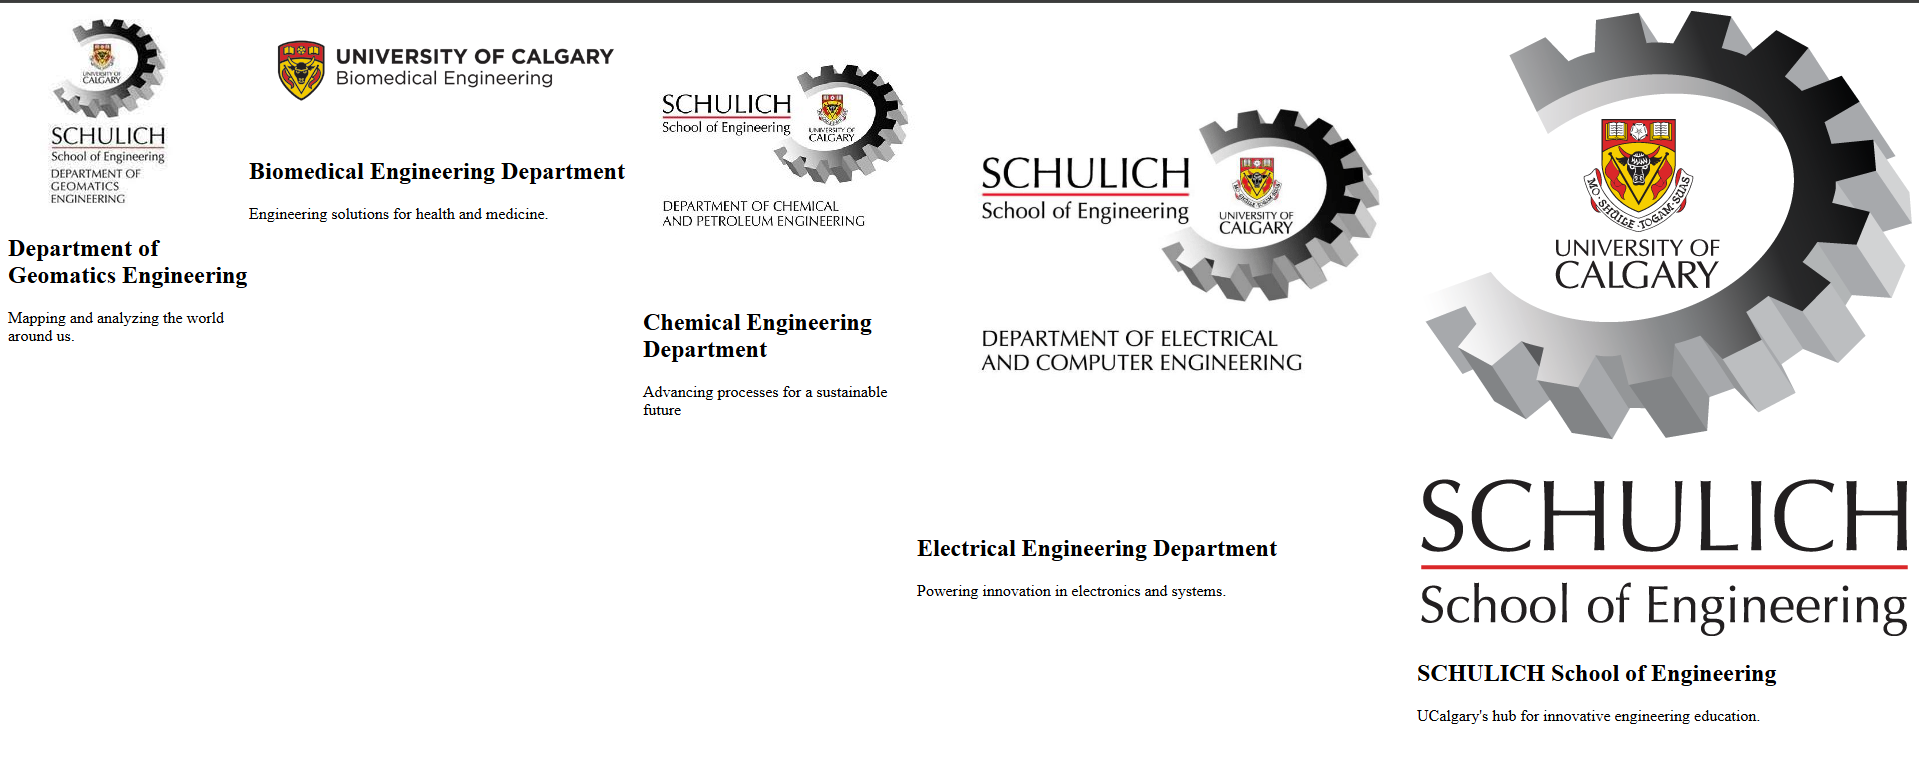 UNIVERSITY OF
CALGARY
SCHULICH
School of Engineering
DEPARTMENT OF
GEOMATICS
ENGINEERING
Department of
Geomatics Engineering
Mapping and analyzing the world
around us.
UNIVERSITY OF CALGARY
Biomedical Engineering
Biomedical Engineering Department
Engineering solutions for health and medicine.
SCHULICH
School of Engineering
UNIVERSITY OF
CALGARY
DEPARTMENT OF CHEMICAL
AND PETROLEUM ENGINEERING
Chemical Engineering
Department
Advancing processes for a sustainable
future
SCHULICH
School of Engineering
UNIVERSITY OF
CALGARY
DEPARTMENT OF ELECTRICAL
AND COMPUTER ENGINEERING
Electrical Engineering Department
Powering innovation in electronics and systems.
MO·SHÙILE·TOGAM·SUAS
UNIVERSITY OF
CALGARY
SCHULICH
School of Engineering
SCHULICH School of Engineering
UCalgary's hub for innovative engineering education.